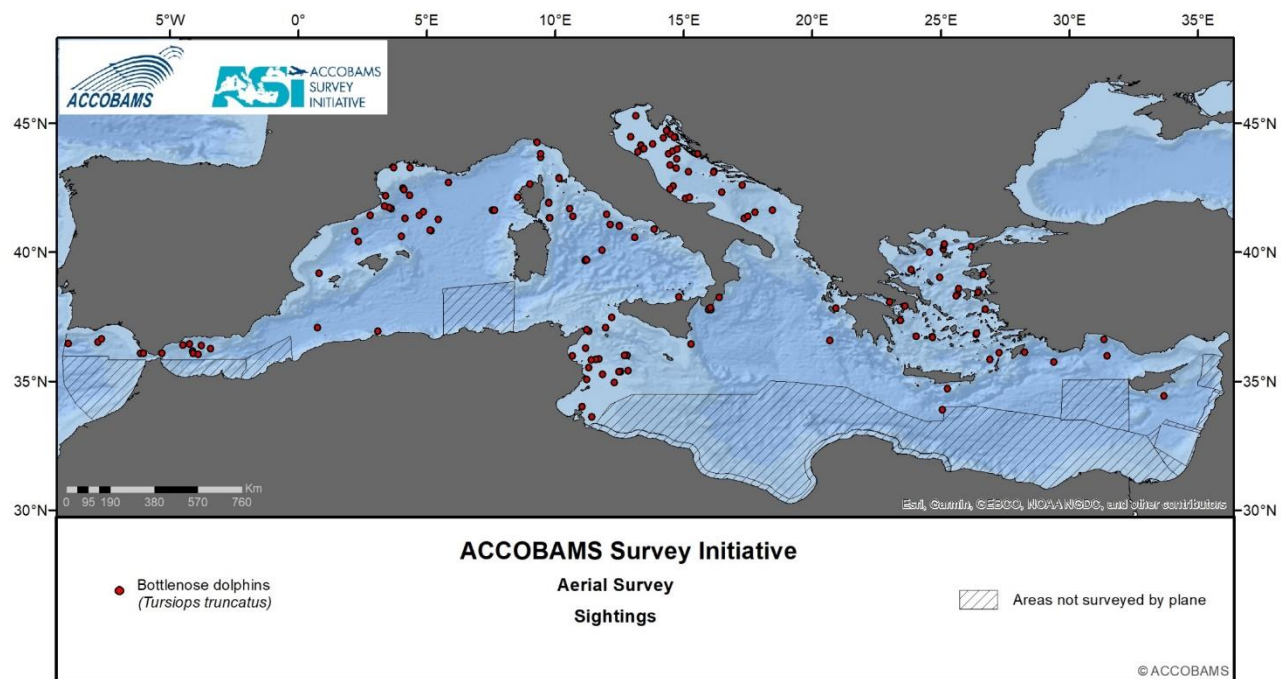 5°W 0° 5°E 10°E 15°E 20°E 25°E 30°E 35°E
ACCOBAMS
ASI
ACCOBAMS
SURVEY
INITIATIVE
45°N 45°N
40°N 40°N
35°N 35°N
30°N 30°N
Km
0 95 190 380 570 760
Esri, Garmin, GEBCO, NOAA NGDC, and other contributors
ACCOBAMS Survey Initiative
Aerial Survey
Sightings
Bottlenose dolphins
(Tursiops truncatus)
Areas not surveyed by plane
© ACCOBAMS